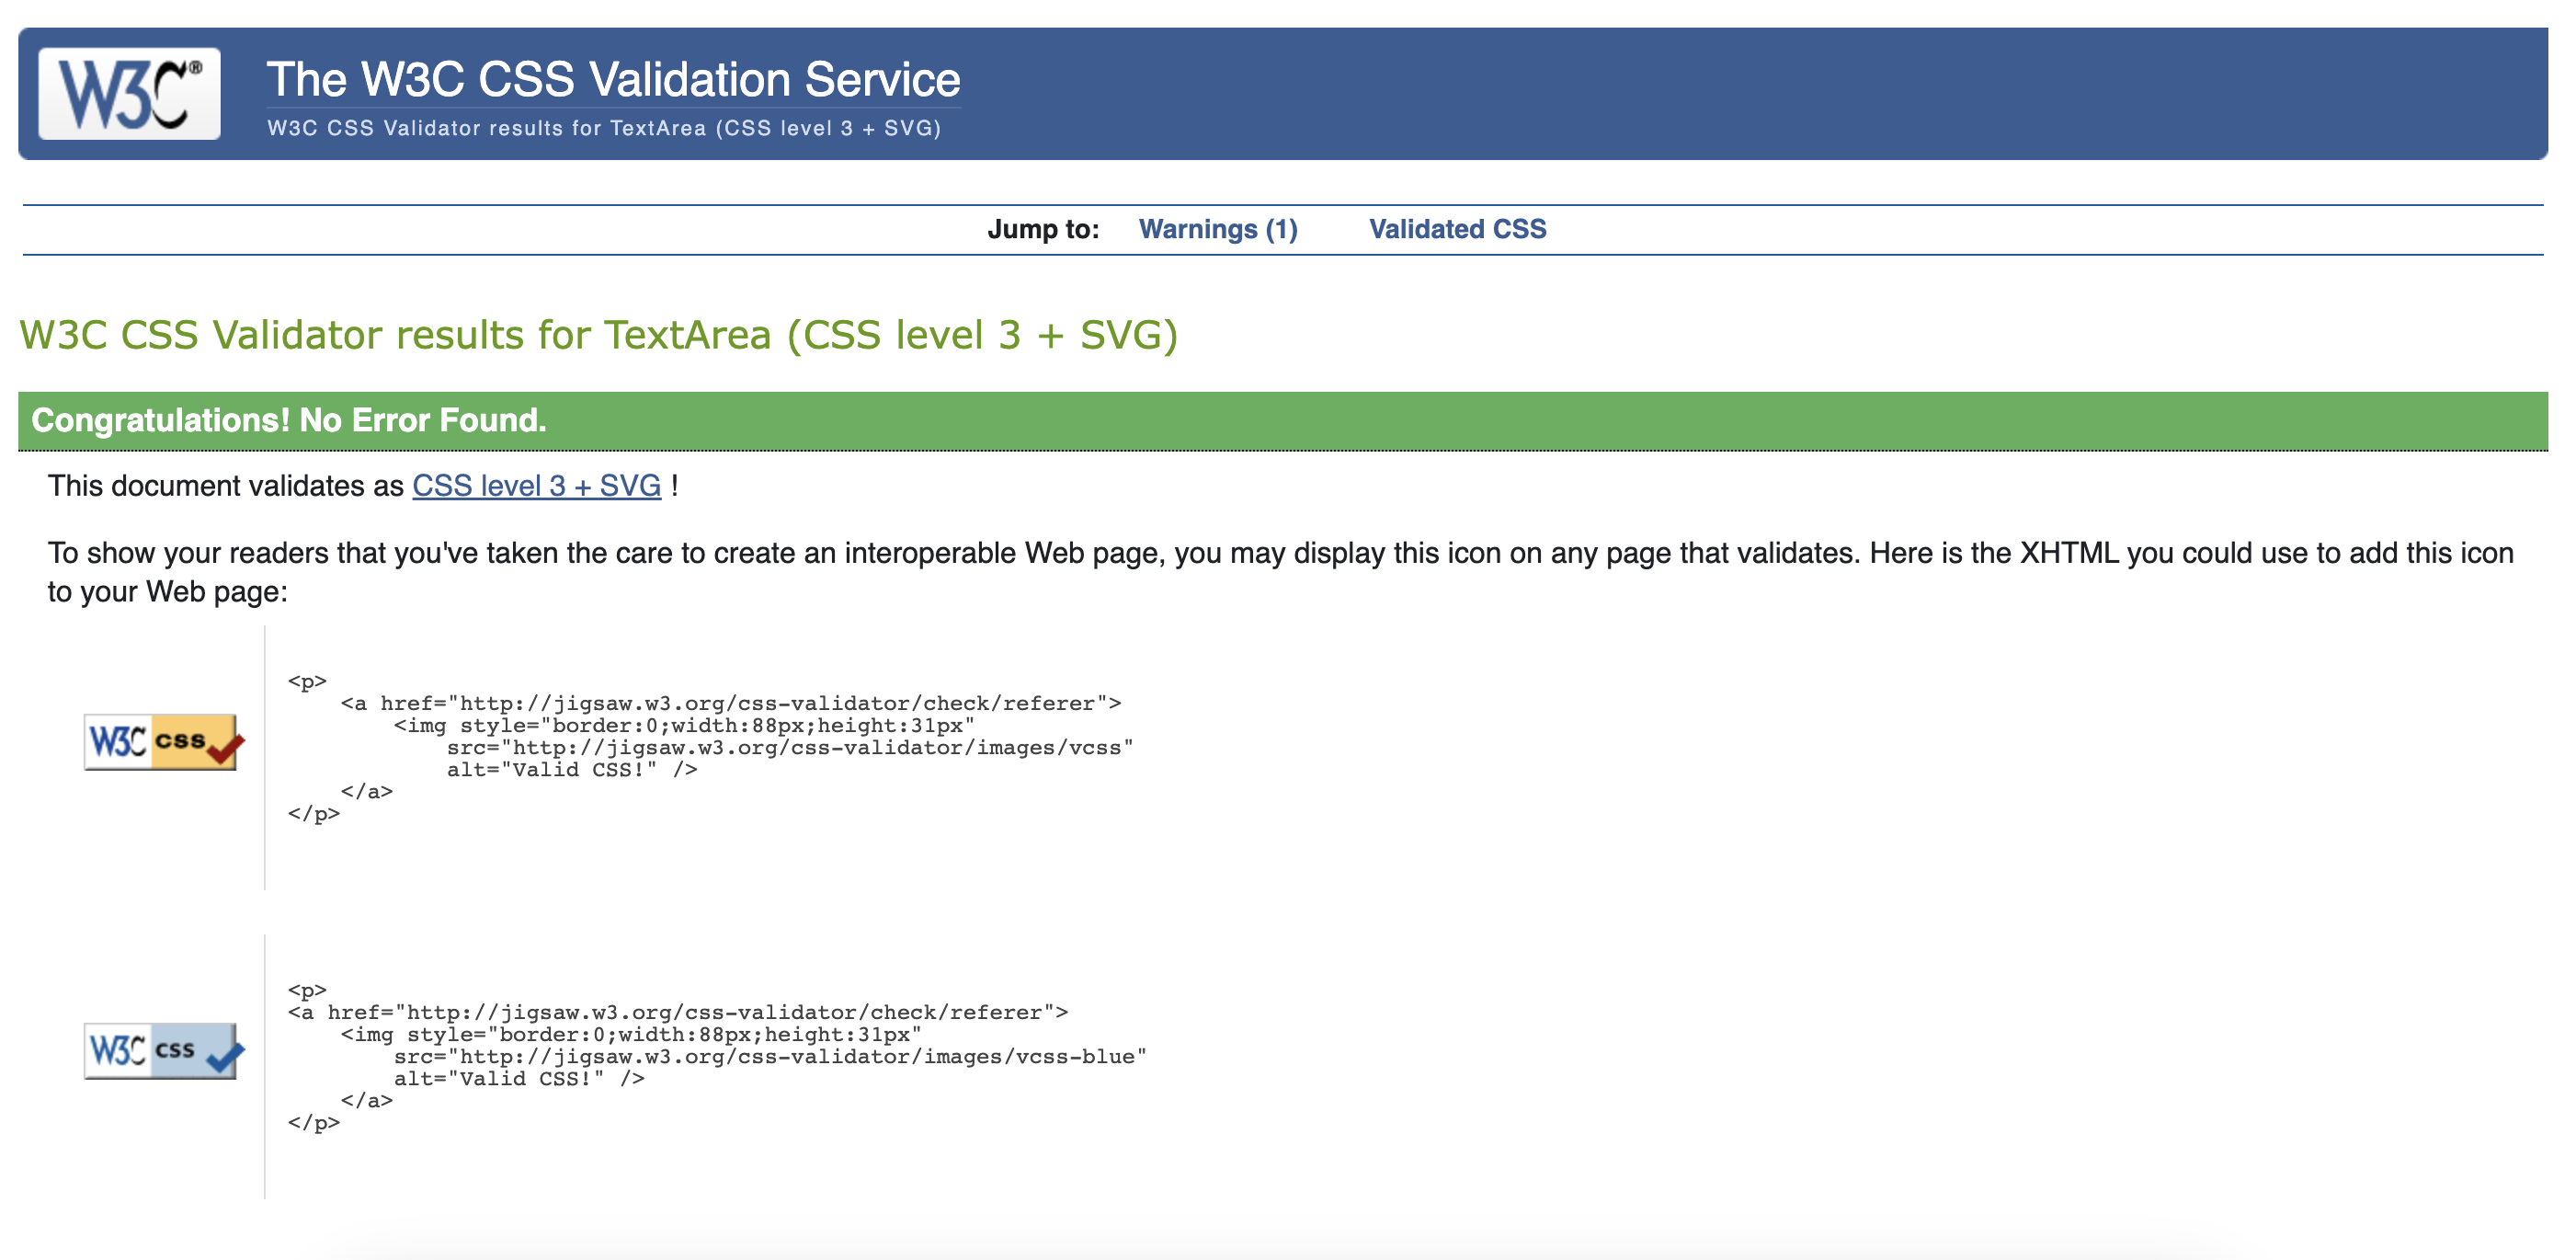 W3C®
The W3C CSS Validation Service
W3C CSS Validator results for TextArea (CSS level 3 + SVG)
Jump to: Warnings (1) Validated CSS
W3C CSS Validator results for TextArea (CSS level 3 + SVG)
Congratulations! No Error Found.
This document validates as CSS level 3 + SVG !
To show your readers that you've taken the care to create an interoperable Web page, you may display this icon on any page that validates. Here is the XHTML you could use to add this icon
to your Web page:
W3C css
<p>
    <a href="http://jigsaw.w3.org/css-validator/check/referer">
        <img style="border:0;width:88px;height:31px"
            src="http://jigsaw.w3.org/css-validator/images/vcss"
            alt="Valid CSS!" />
    </a>
</p>
W3C css
<p>
<a href="http://jigsaw.w3.org/css-validator/check/referer">
    <img style="border:0;width:88px;height:31px"
        src="http://jigsaw.w3.org/css-validator/images/vcss-blue"
        alt="Valid CSS!" />
    </a>
</p>